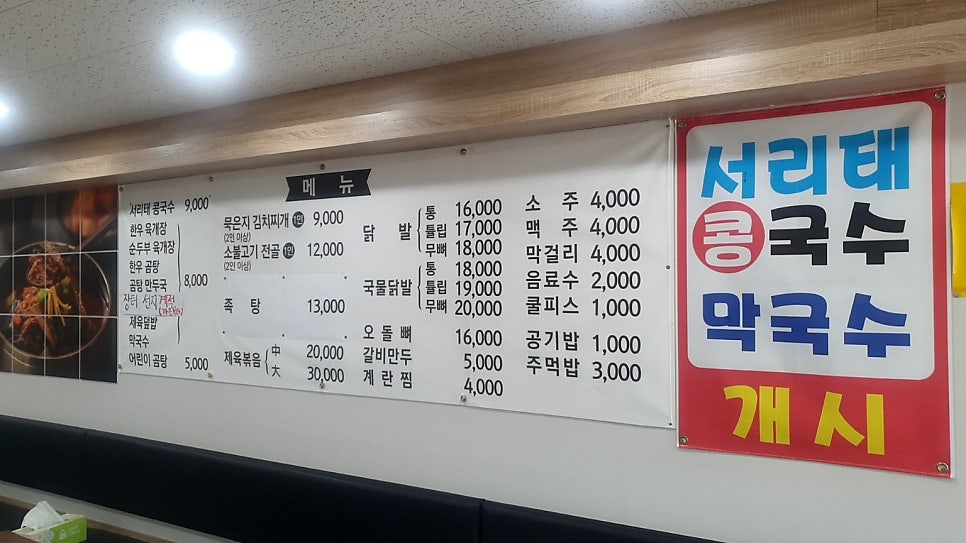 메 뉴
서리태 콩국수 9,000
한우 육개장
순두부 육개장
한우 곰탕
곰탕 만두국 8,000
장터 선지
제육덮밥
막국수
어린이 곰탕 5,000
묵은지 김치찌개 1인 9,000
(2인 이상)
소불고기 전골 1인 12,000
(2인 이상)
족 탕 13,000
제육볶음 中 20,000
大 30,000
닭 발 통 16,000
튤립 17,000
무뼈 18,000
국물닭발 통 18,000
튤립 19,000
무뼈 20,000
오 돌 뼈 16,000
갈비만두 5,000
계 란 찜 4,000
소 주 4,000
맥 주 4,000
막걸리 4,000
음료수 2,000
쿨피스 1,000
공기밥 1,000
주먹밥 3,000
서리태
콩국수
막국수
개시